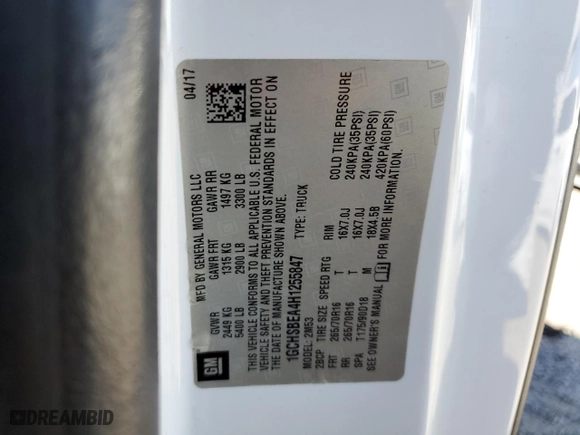 GM
MFD BY GENERAL MOTORS LLC
04/17
GVWR GAWR FRT GAWR RR
2449 KG 1315 KG 1497 KG
5400 LB 2900 LB 3300 LB
THIS VEHICLE CONFORMS TO ALL APPLICABLE U.S. FEDERAL MOTOR
VEHICLE SAFETY AND THEFT PREVENTION STANDARDS IN EFFECT ON
THE DATE OF MANUFACTURE SHOWN ABOVE.
1GCHSBEA4H1255847 TYPE: TRUCK
MODEL: 2M53
2BCP TIRE SIZE SPEED RTG RIM COLD TIRE PRESSURE
FRT 265/70R16 T 16X7.0J 240KPA(35PSI)
RR 265/70R16 T 16X7.0J 240KPA(35PSI)
SPA T175/90D18 M 18X4.5B 420KPA(60PSI)
SEE OWNER'S MANUAL FOR MORE INFORMATION.
DREAMBID